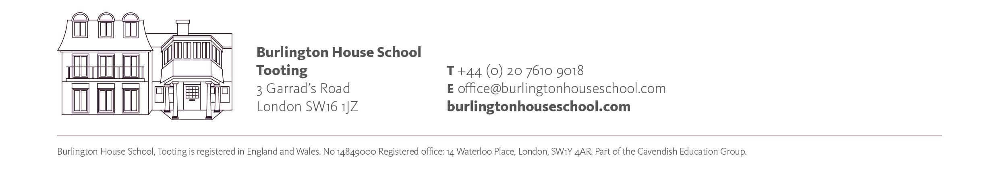 Burlington House School
Tooting
3 Garrad’s Road
London SW16 1JZ
T +44 (0) 20 7610 9018
E office@burlingtonhouseschool.com
burlingtonhouseschool.com
Burlington House School, Tooting is registered in England and Wales. No 14849000 Registered office: 14 Waterloo Place, London, SW1Y 4AR. Part of the Cavendish Education Group.